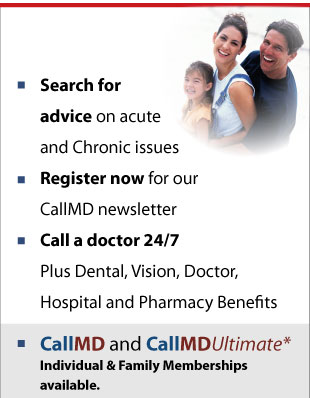 Search for
advice on acute
and Chronic issues
Register now for our
CallMD newsletter
Call a doctor 24/7
Plus Dental, Vision, Doctor,
Hospital and Pharmacy Benefits
CallMD and CallMDUltimate*
Individual & Family Memberships
available.